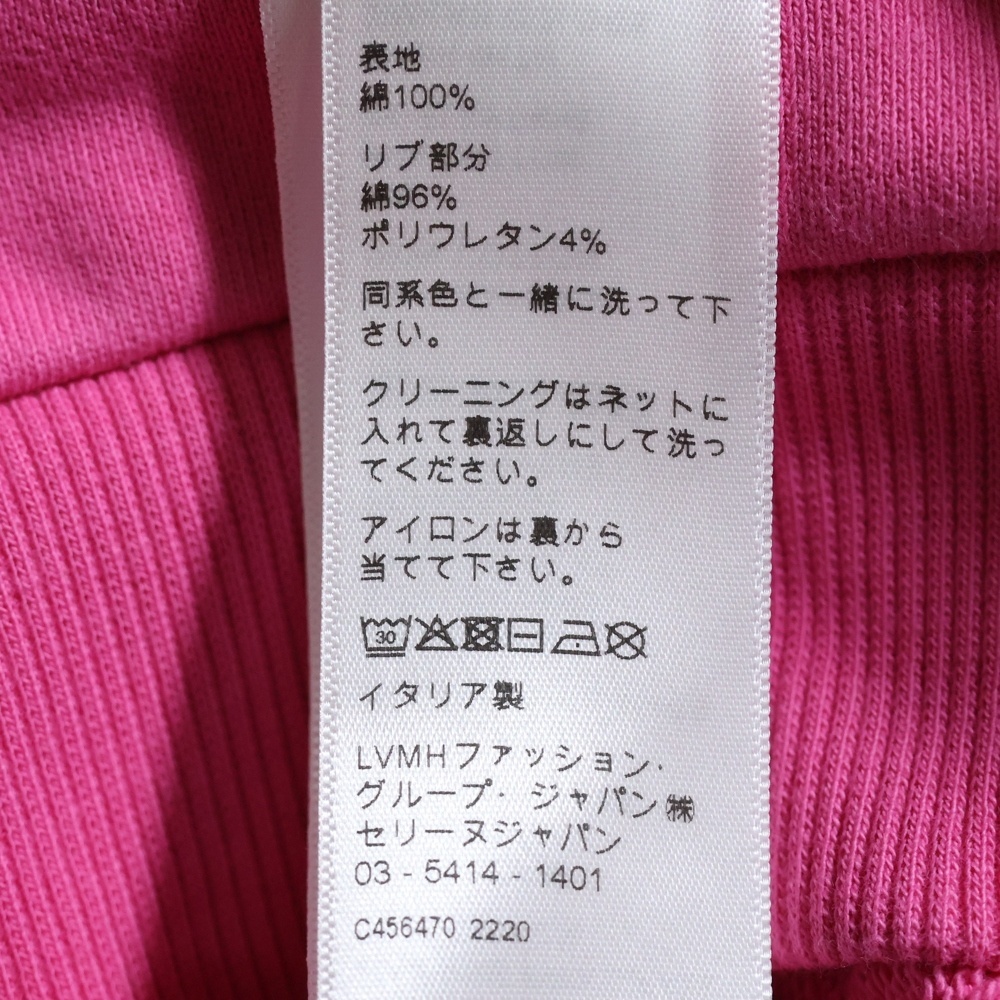 表地
綿100%
リブ部分
綿96%
ポリウレタン4%
同系色と一緒に洗って下
さい。
クリーニングはネットに
入れて裏返しにして洗っ
てください。
アイロンは裏から
当てて下さい。
30
イタリア製
LVMHファッション・
グループ・ジャパン㈱
セリーヌジャパン
03 - 5414 - 1401
C456470 2220